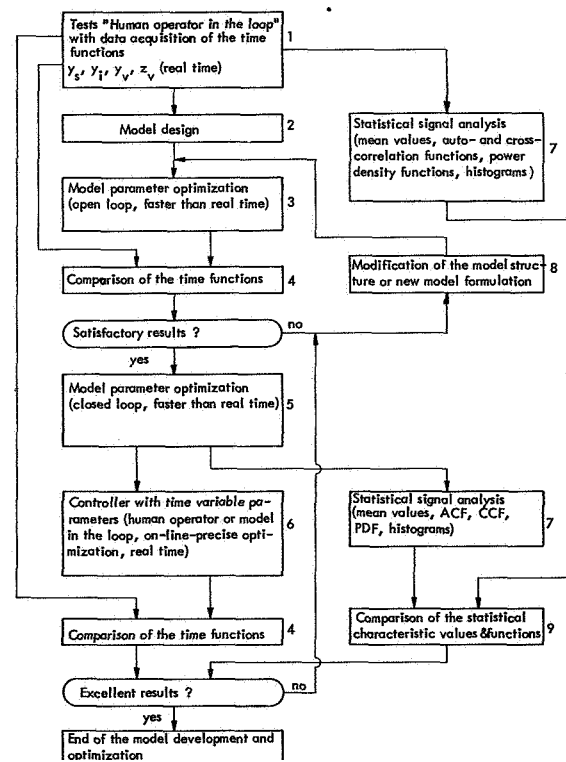 Tests "Human operator in the loop"
with data acquisition of the time
functions
y_s, y_i, y_v, z_v (real time)
1
Model design
2
Statistical signal analysis
(mean values, auto- and cross-
correlation functions, power
density functions, histograms)
7
Model parameter optimization
(open loop, faster than real time)
3
Comparison of the time functions
4
Modification of the model struc-
ture or new model formulation
8
Satisfactory results ?
no
yes
Model parameter optimization
(closed loop, faster than real time)
5
Controller with time variable pa-
rameters (human operator or model
in the loop, on-line-precise opti-
mization, real time)
6
Statistical signal analysis
(mean values, ACF, CCF,
PDF, histograms)
7
Comparison of the time functions
4
Comparison of the statistical
characteristic values &functions
9
Excellent results ?
no
yes
End of the model development and
optimization